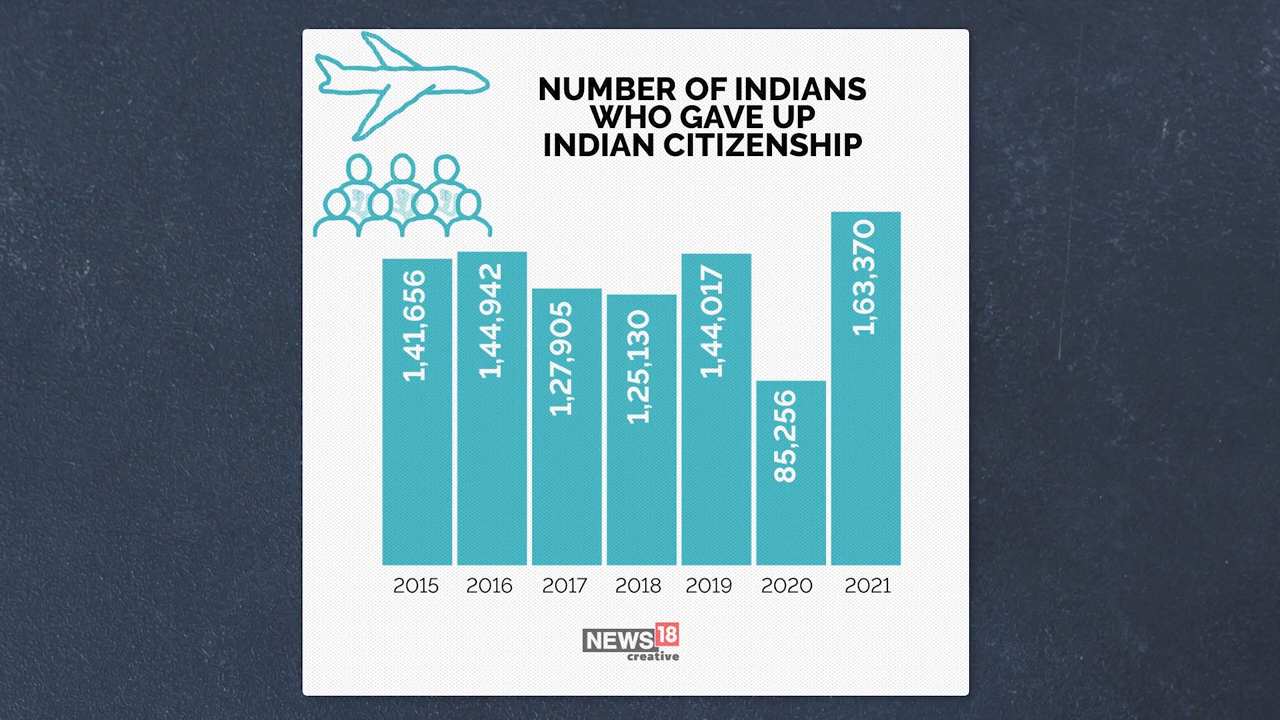 NUMBER OF INDIANS
WHO GAVE UP
INDIAN CITIZENSHIP
1,41,656
1,44,942
1,27,905
1,25,130
1,44,017
85,256
1,63,370
2015 2016 2017 2018 2019 2020 2021
NEWS18
creative